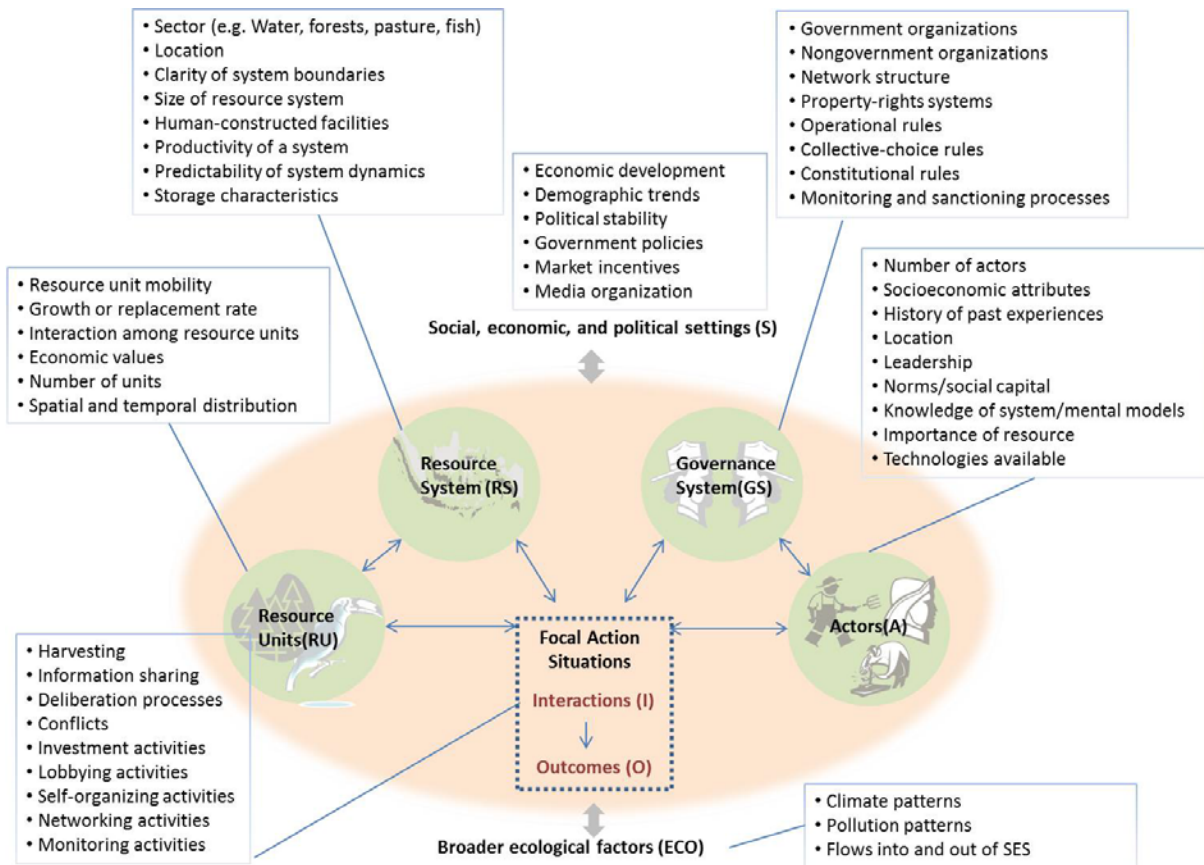 • Sector (e.g. Water, forests, pasture, fish)
• Location
• Clarity of system boundaries
• Size of resource system
• Human-constructed facilities
• Productivity of a system
• Predictability of system dynamics
• Storage characteristics
• Government organizations
• Nongovernment organizations
• Network structure
• Property-rights systems
• Operational rules
• Collective-choice rules
• Constitutional rules
• Monitoring and sanctioning processes
• Economic development
• Demographic trends
• Political stability
• Government policies
• Market incentives
• Media organization
Social, economic, and political settings (S)
• Resource unit mobility
• Growth or replacement rate
• Interaction among resource units
• Economic values
• Number of units
• Spatial and temporal distribution
• Number of actors
• Socioeconomic attributes
• History of past experiences
• Location
• Leadership
• Norms/social capital
• Knowledge of system/mental models
• Importance of resource
• Technologies available
Resource
System (RS)
Governance
System(GS)
Resource
Units(RU)
Focal Action
Situations
Interactions (I)
Outcomes (O)
Actors(A)
• Harvesting
• Information sharing
• Deliberation processes
• Conflicts
• Investment activities
• Lobbying activities
• Self-organizing activities
• Networking activities
• Monitoring activities
Broader ecological factors (ECO)
• Climate patterns
• Pollution patterns
• Flows into and out of SES